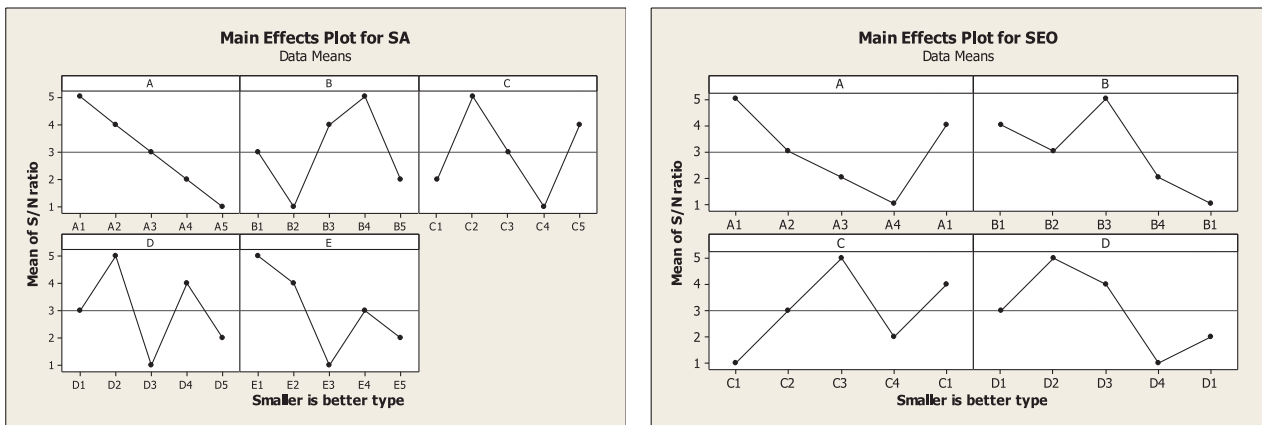 Main Effects Plot for SA
Data Means
A B C
5
4
3
2
1
A1 A2 A3 A4 A5 B1 B2 B3 B4 B5 C1 C2 C3 C4 C5
D E
5
4
3
2
1
D1 D2 D3 D4 D5 E1 E2 E3 E4 E5
Mean of S/N ratio
Smaller is better type
Main Effects Plot for SEO
Data Means
A B
5
4
3
2
1
A1 A2 A3 A4 A1 B1 B2 B3 B4 B1
C D
5
4
3
2
1
C1 C2 C3 C4 C1 D1 D2 D3 D4 D1
Mean of S/N ratio
Smaller is better type